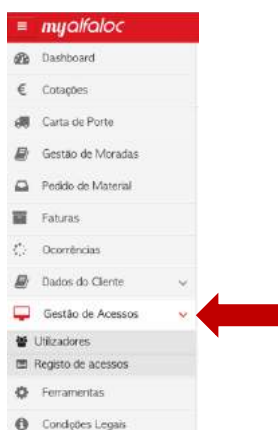 myalfaloc
Dashboard
Cotações
Carta de Porte
Gestão de Moradas
Pedido de Material
Faturas
Ocorrências
Dados do Cliente
Gestão de Acessos
Utilizadores
Registo de acessos
Ferramentas
Condições Legais